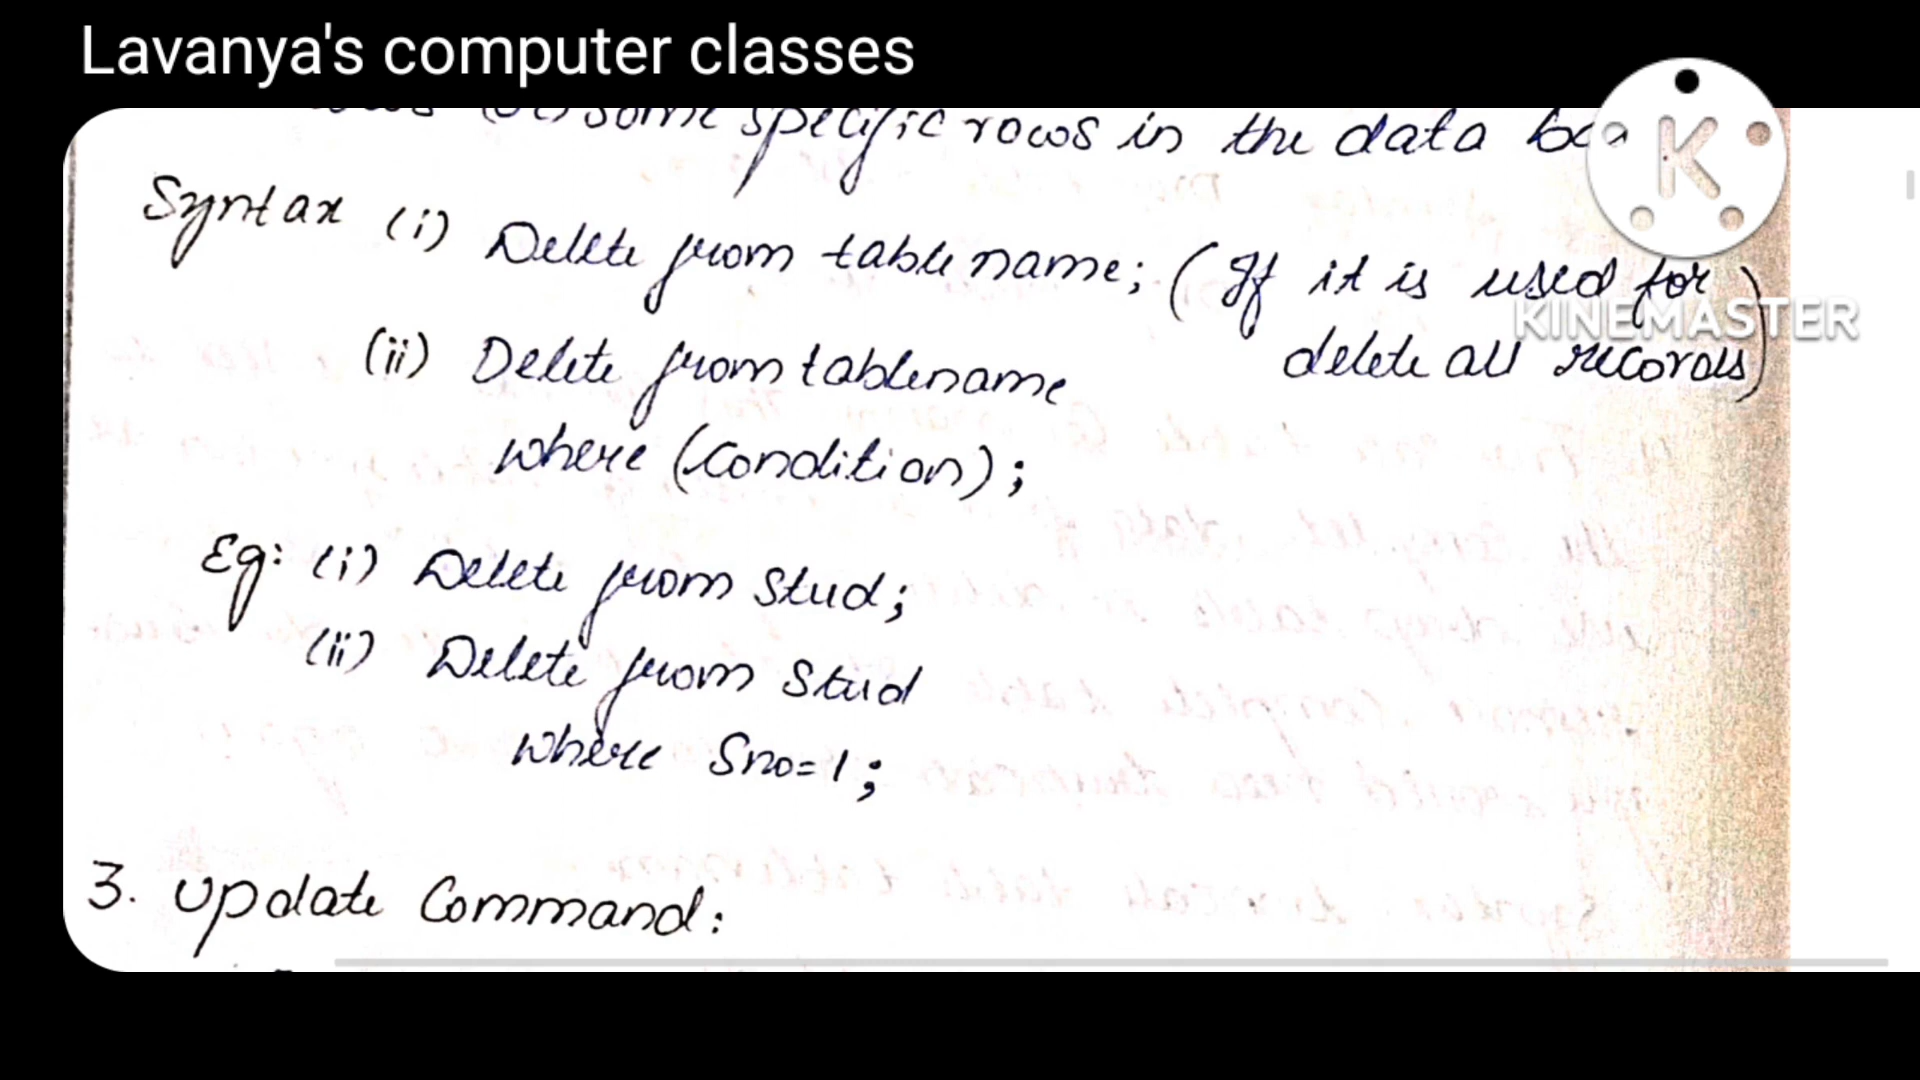 Lavanya's computer classes
some specific rows in the data
Syntax (i) Delete from table name; (If it is used for
delete all records)
KINEMASTER
(ii) Delete from tablename
where (condition);
Eg: (i) Delete from Stud;
(ii) Delete from Stud
where Sno=1;
3. Update Command: